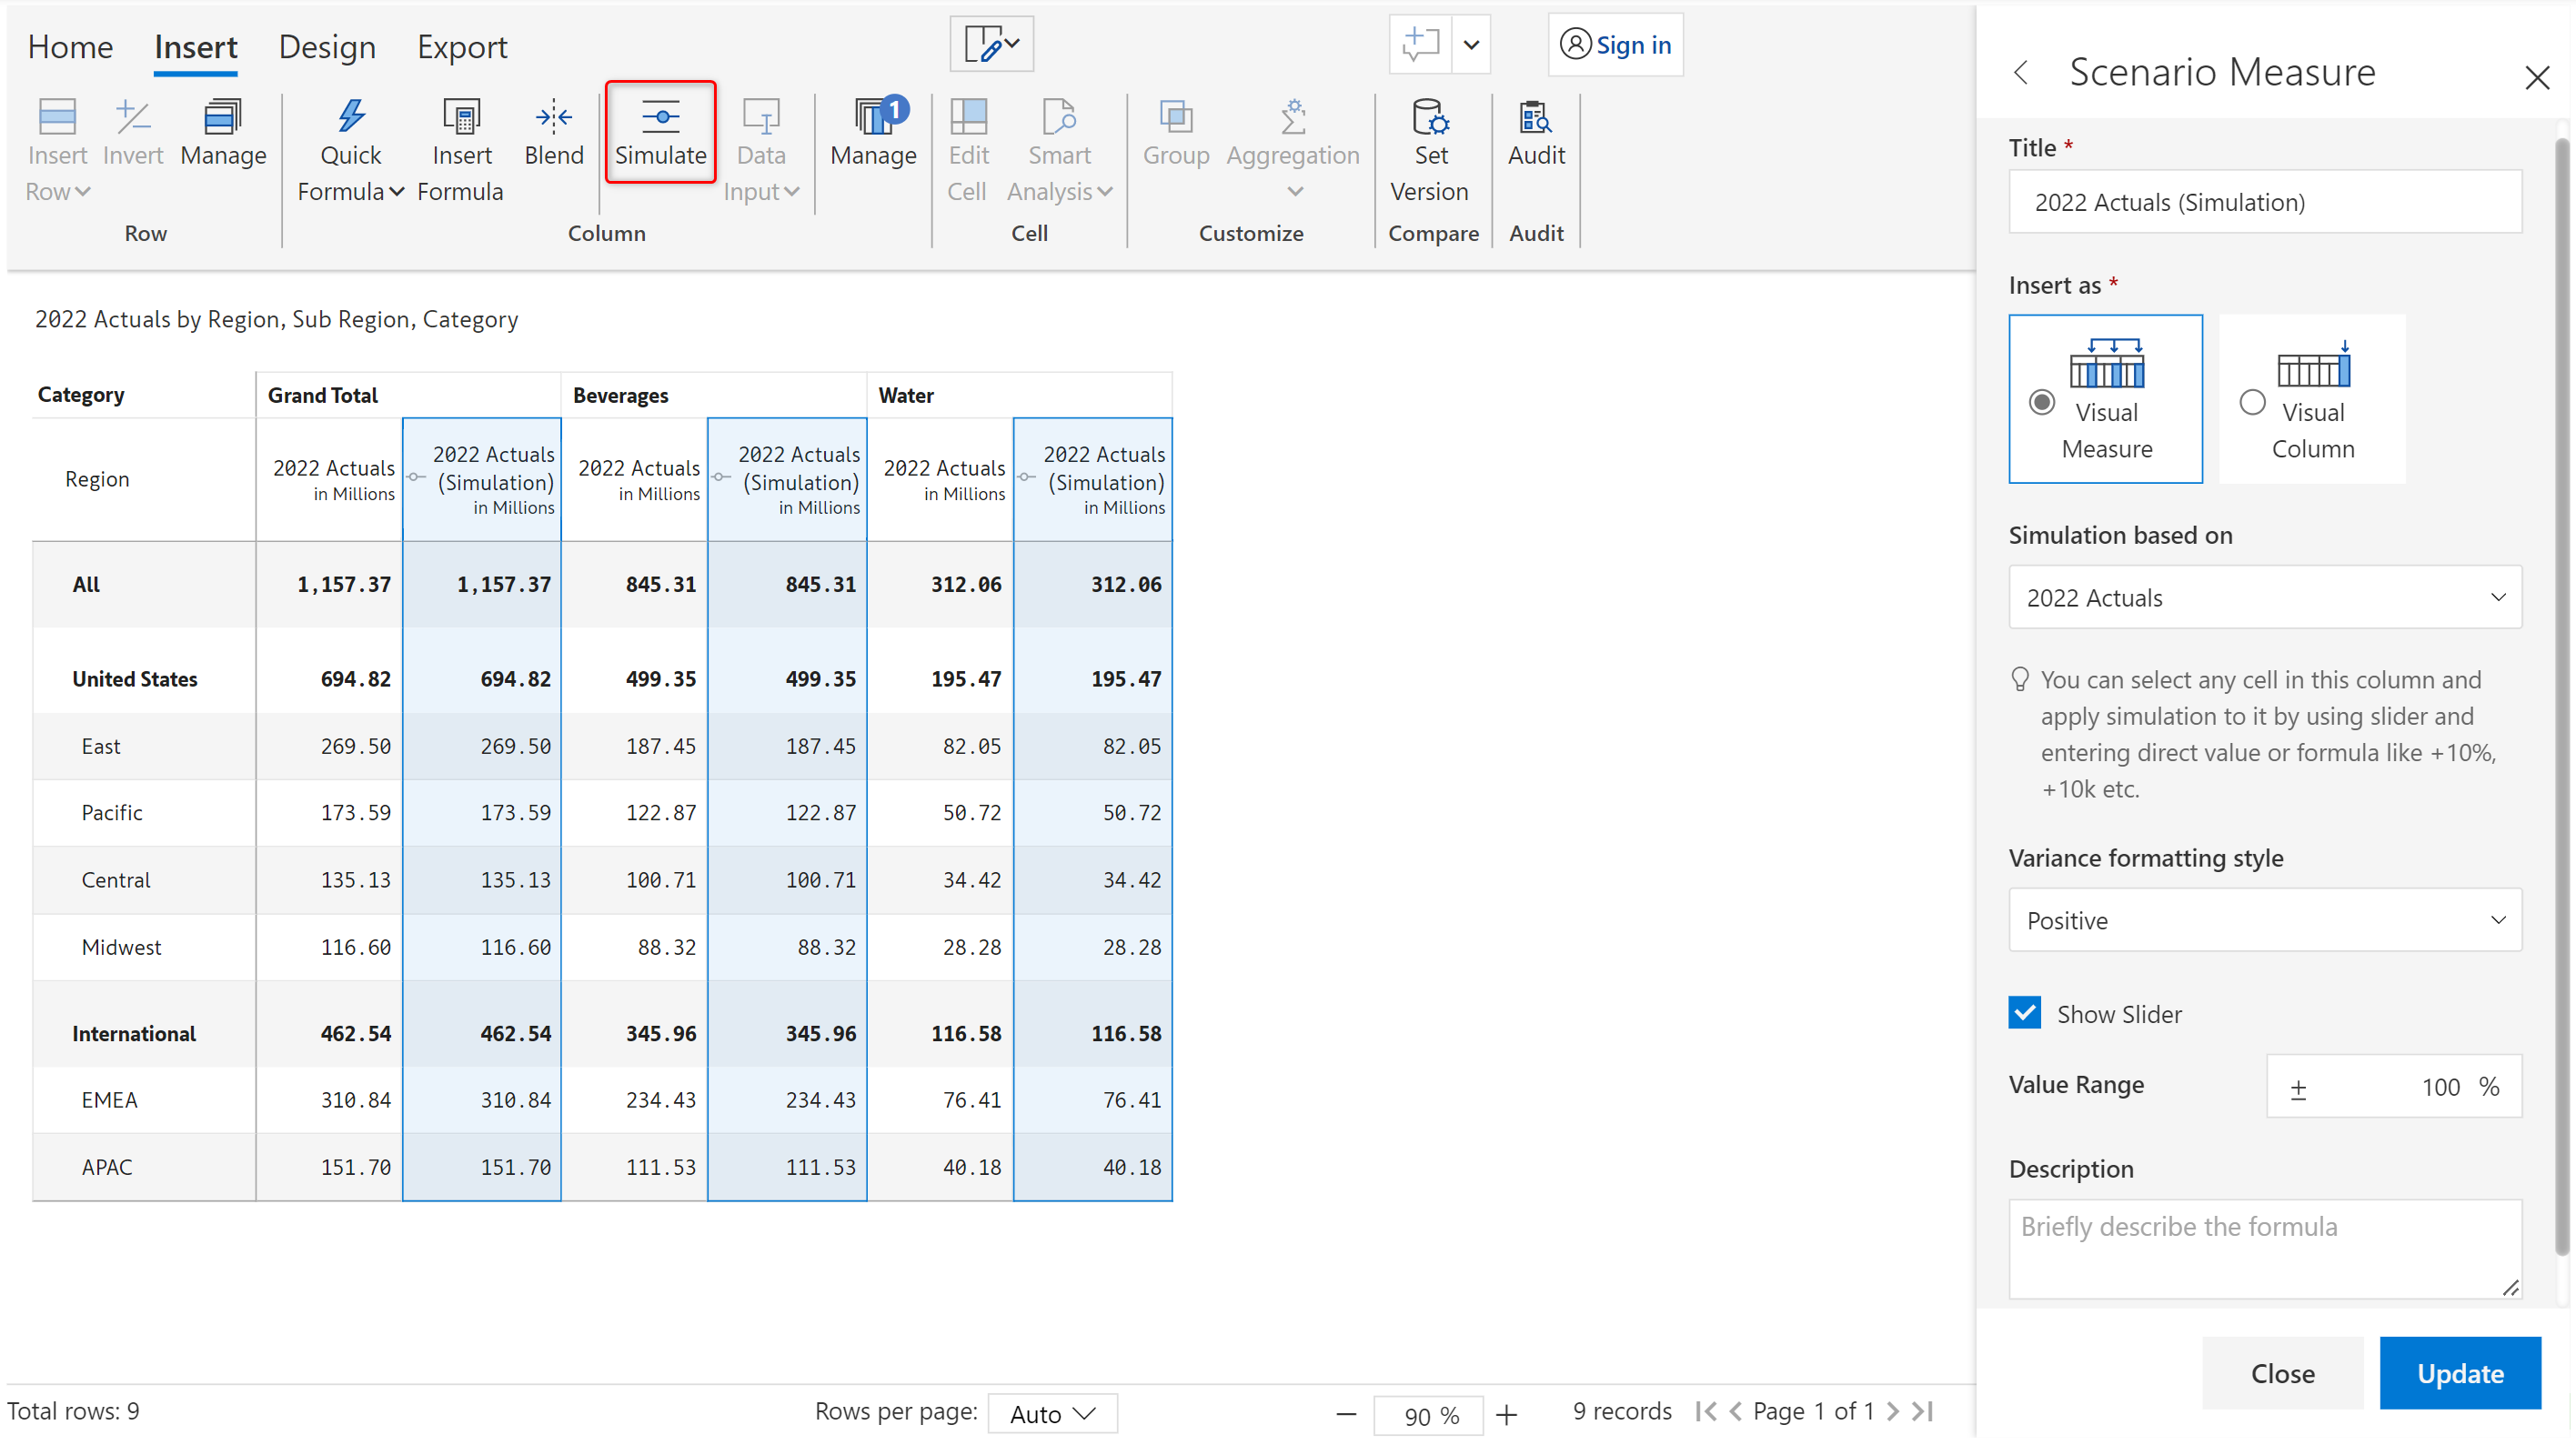 Home Insert Design Export
Sign in
Insert Row
Invert
Manage
Row
Quick Formula
Insert Formula
Blend
Simulate
Data Input
Manage
1
Column
Edit Cell
Smart Analysis
Cell
Group
Aggregation
Customize
Set Version
Compare
Audit
Audit
2022 Actuals by Region, Sub Region, Category
Category Grand Total Beverages Water
Region 2022 Actuals in Millions 2022 Actuals (Simulation) in Millions 2022 Actuals in Millions 2022 Actuals (Simulation) in Millions 2022 Actuals in Millions 2022 Actuals (Simulation) in Millions
All 1,157.37 1,157.37 845.31 845.31 312.06 312.06
United States 694.82 694.82 499.35 499.35 195.47 195.47
East 269.50 269.50 187.45 187.45 82.05 82.05
Pacific 173.59 173.59 122.87 122.87 50.72 50.72
Central 135.13 135.13 100.71 100.71 34.42 34.42
Midwest 116.60 116.60 88.32 88.32 28.28 28.28
International 462.54 462.54 345.96 345.96 116.58 116.58
EMEA 310.84 310.84 234.43 234.43 76.41 76.41
APAC 151.70 151.70 111.53 111.53 40.18 40.18
Total rows: 9
Rows per page: Auto
90 %
9 records
Page 1 of 1
Scenario Measure
Title *
2022 Actuals (Simulation)
Insert as *
Visual Measure
Visual Column
Simulation based on
2022 Actuals
You can select any cell in this column and
apply simulation to it by using slider and
entering direct value or formula like +10%,
+10k etc.
Variance formatting style
Positive
Show Slider
Value Range ± 100 %
Description
Briefly describe the formula
Close Update